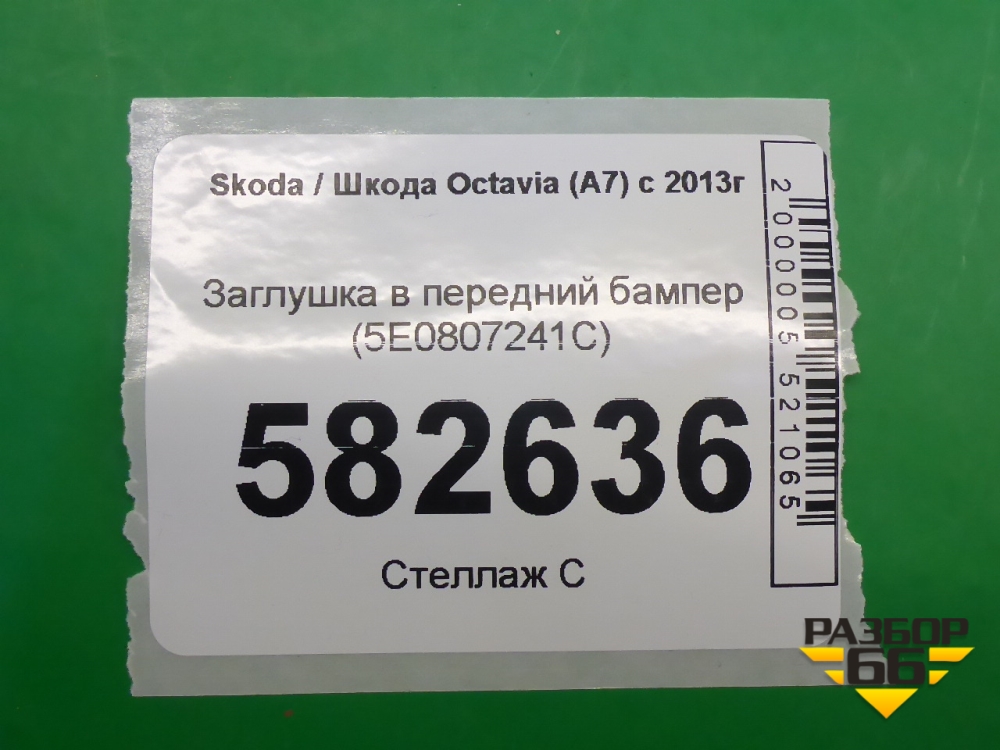 Skoda / Шкода Octavia (A7) с 2013г
Заглушка в передний бампер
(5E0807241C)
582636
Стеллаж С
2000005521065
РАЗБОР
66